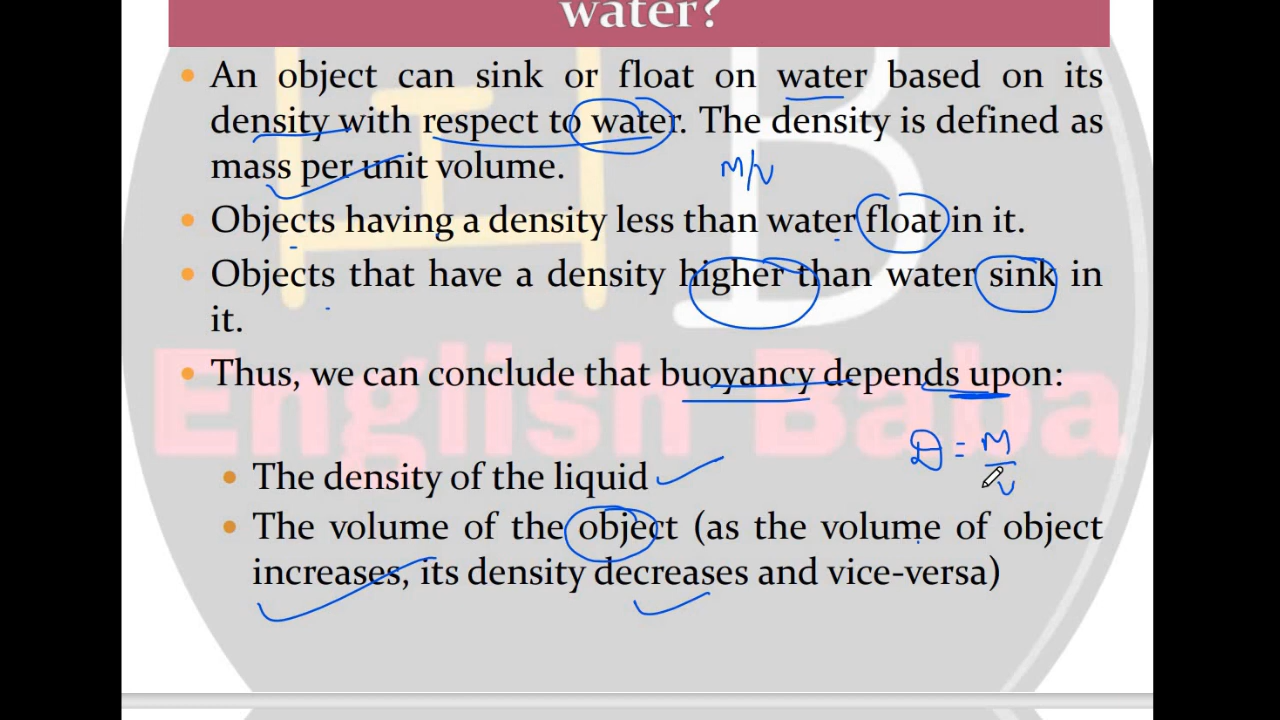 water?
• An object can sink or float on water based on its
density with respect to water. The density is defined as
mass per unit volume.
M/V
• Objects having a density less than water float in it.
• Objects that have a density higher than water sink in
it.
• Thus, we can conclude that buoyancy depends upon:
English Baba
D = M
V
• The density of the liquid
• The volume of the object (as the volume of object
increases, its density decreases and vice-versa)